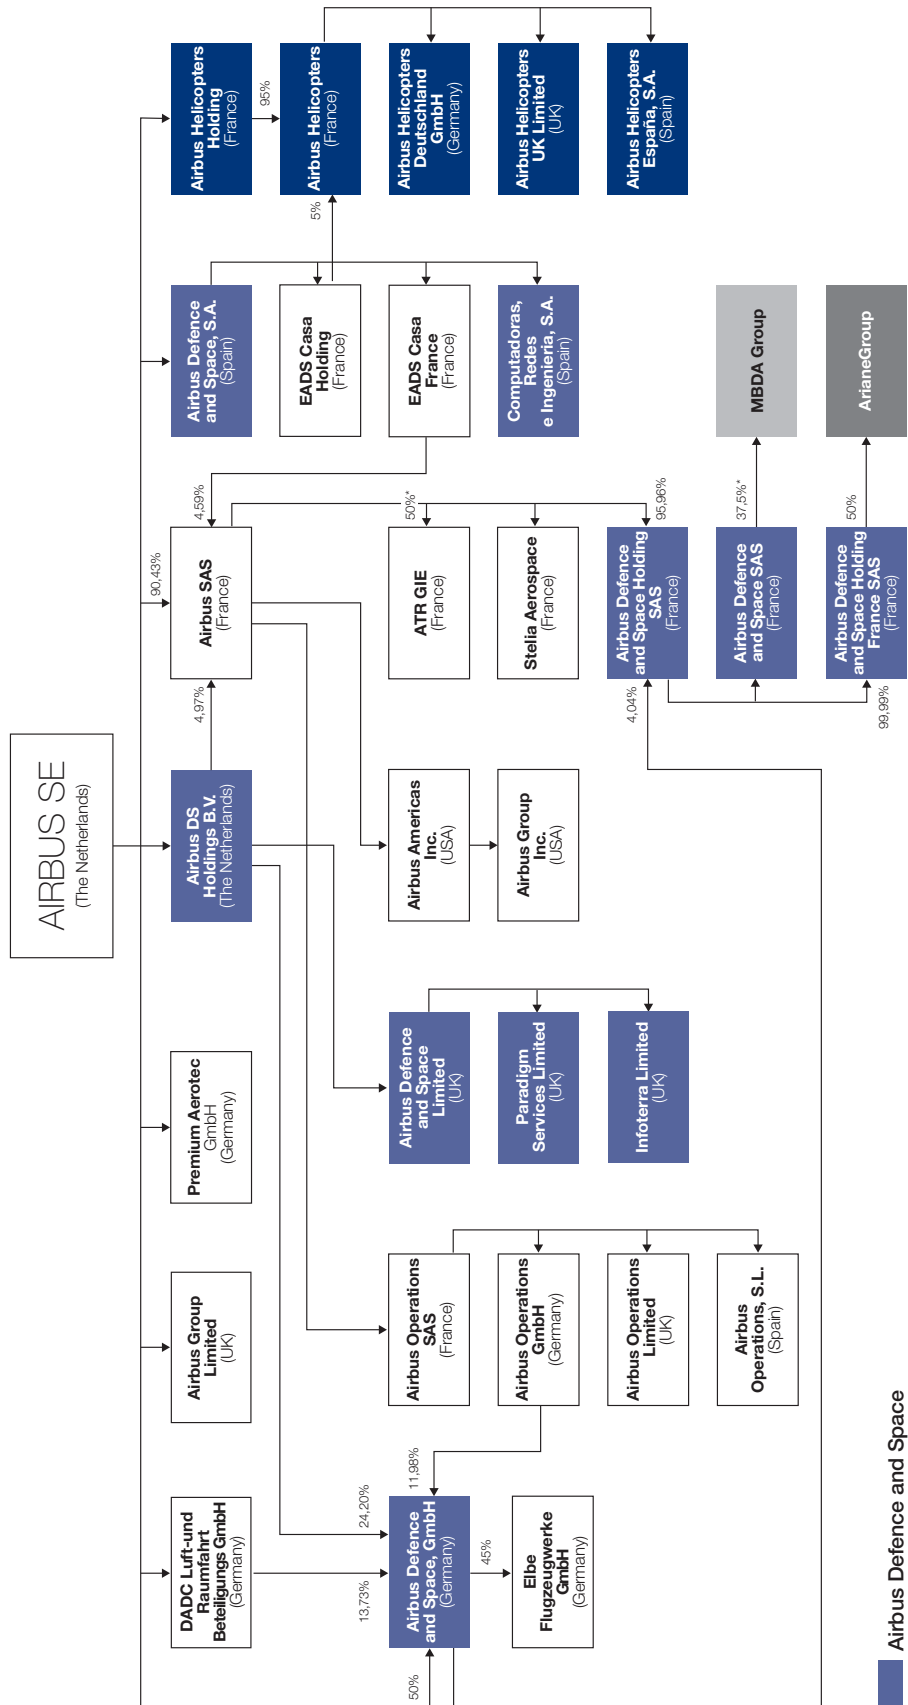 AIRBUS SE
(The Netherlands)
DADC Luft-und
Raumfahrt
Beteiligungs GmbH
(Germany)
Airbus Group
Limited
(UK)
Premium Aerotec
GmbH
(Germany)
Airbus DS
Holdings B.V.
(The Netherlands)
4,97%
90,43%
Airbus SAS
(France)
4,59%
Airbus Defence
and Space, S.A.
(Spain)
Airbus Helicopters
Holding
(France)
95%
EADS Casa
Holding
(France)
5%
Airbus Helicopters
(France)
13,73%
24,20%
50%
Airbus Defence
and Space, GmbH
(Germany)
11,98%
Airbus Operations
SAS
(France)
Airbus Defence
and Space
Limited
(UK)
Airbus Americas
Inc.
(USA)
ATR GIE
(France)
50%*
EADS Casa
France
(France)
Airbus Helicopters
Deutschland
GmbH
(Germany)
45%
Elbe
Flugzeugwerke
GmbH
(Germany)
Airbus Operations
GmbH
(Germany)
Paradigm
Services Limited
(UK)
Airbus Group
Inc.
(USA)
Stelia Aerospace
(France)
Computadoras,
Redes
e Ingenieria, S.A.
(Spain)
Airbus Helicopters
UK Limited
(UK)
Airbus Operations
Limited
(UK)
Infoterra Limited
(UK)
4,04%
Airbus Defence
and Space Holding
SAS
(France)
95,96%
Airbus Helicopters
España, S.A.
(Spain)
Airbus
Operations, S.L.
(Spain)
Airbus Defence
and Space SAS
(France)
37,5%*
MBDA Group
99,99%
Airbus Defence
and Space Holding
France SAS
(France)
50%
ArianeGroup
Airbus Defence and Space